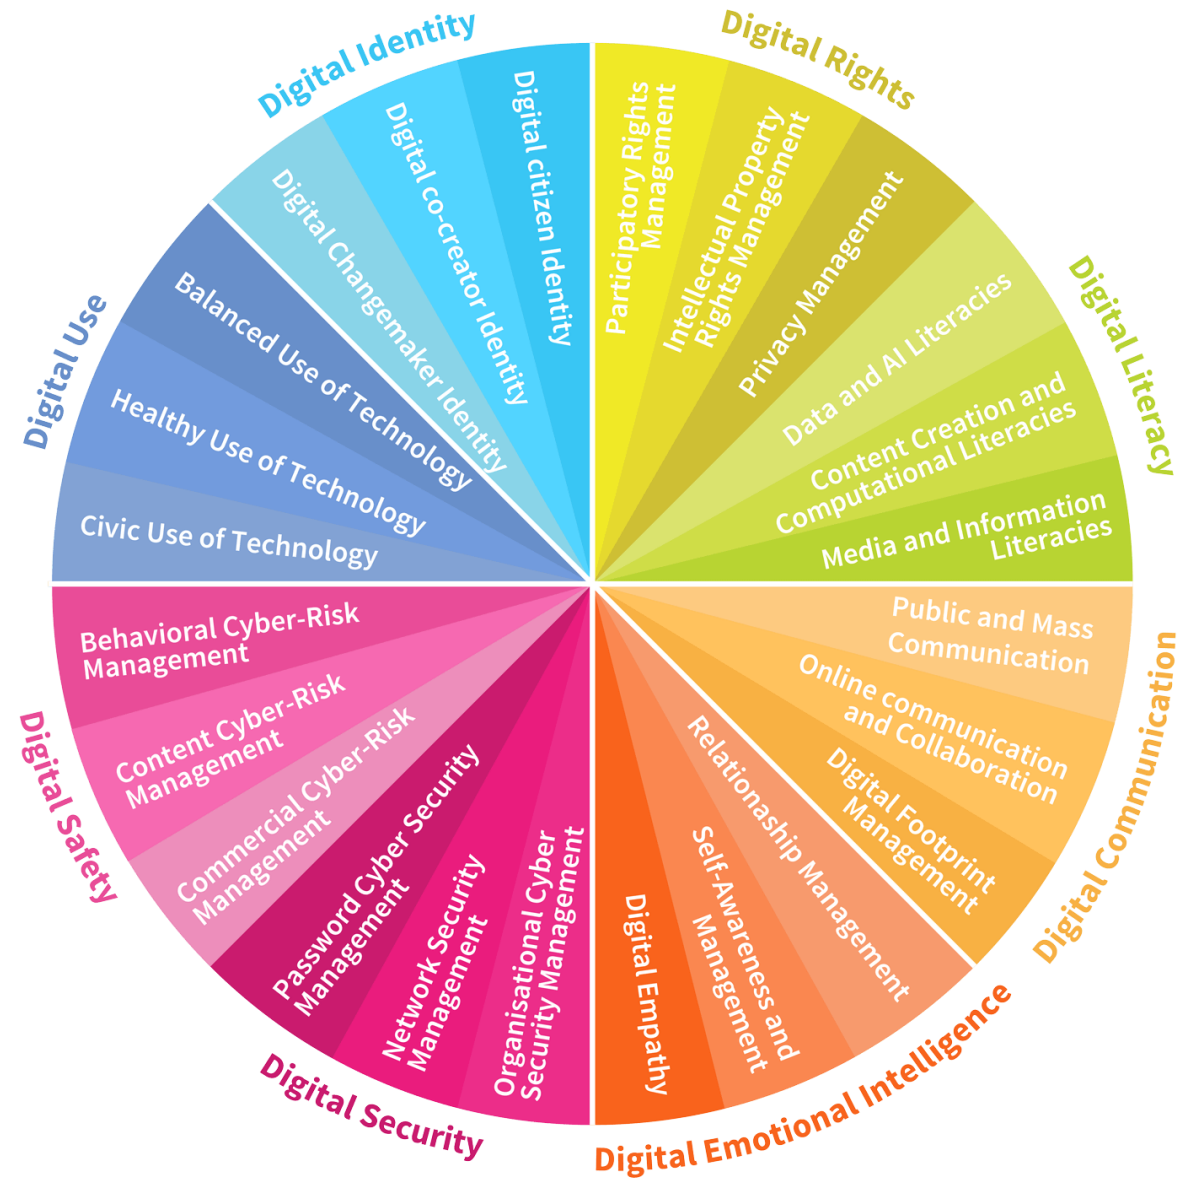 Digital Identity
Digital citizen Identity
Digital co-creator Identity
Digital Changemaker Identity
Digital Rights
Participatory Rights
Management
Intellectual Property
Rights Management
Privacy Management
Digital Literacy
Data and AI Literacies
Content Creation and
Computational Literacies
Media and Information
Literacies
Digital Communication
Public and Mass
Communication
Online communication
and Collaboration
Digital Footprint
Management
Digital Emotional Intelligence
Relationaship Management
Self-Awareness and
Management
Digital Empathy
Digital Security
Organisational Cyber
Security Management
Network Security
Management
Password Cyber Security
Management
Digital Safety
Commercial Cyber-Risk
Management
Content Cyber-Risk
Management
Behavioral Cyber-Risk
Management
Digital Use
Civic Use of Technology
Healthy Use of Technology
Balanced Use of Technology